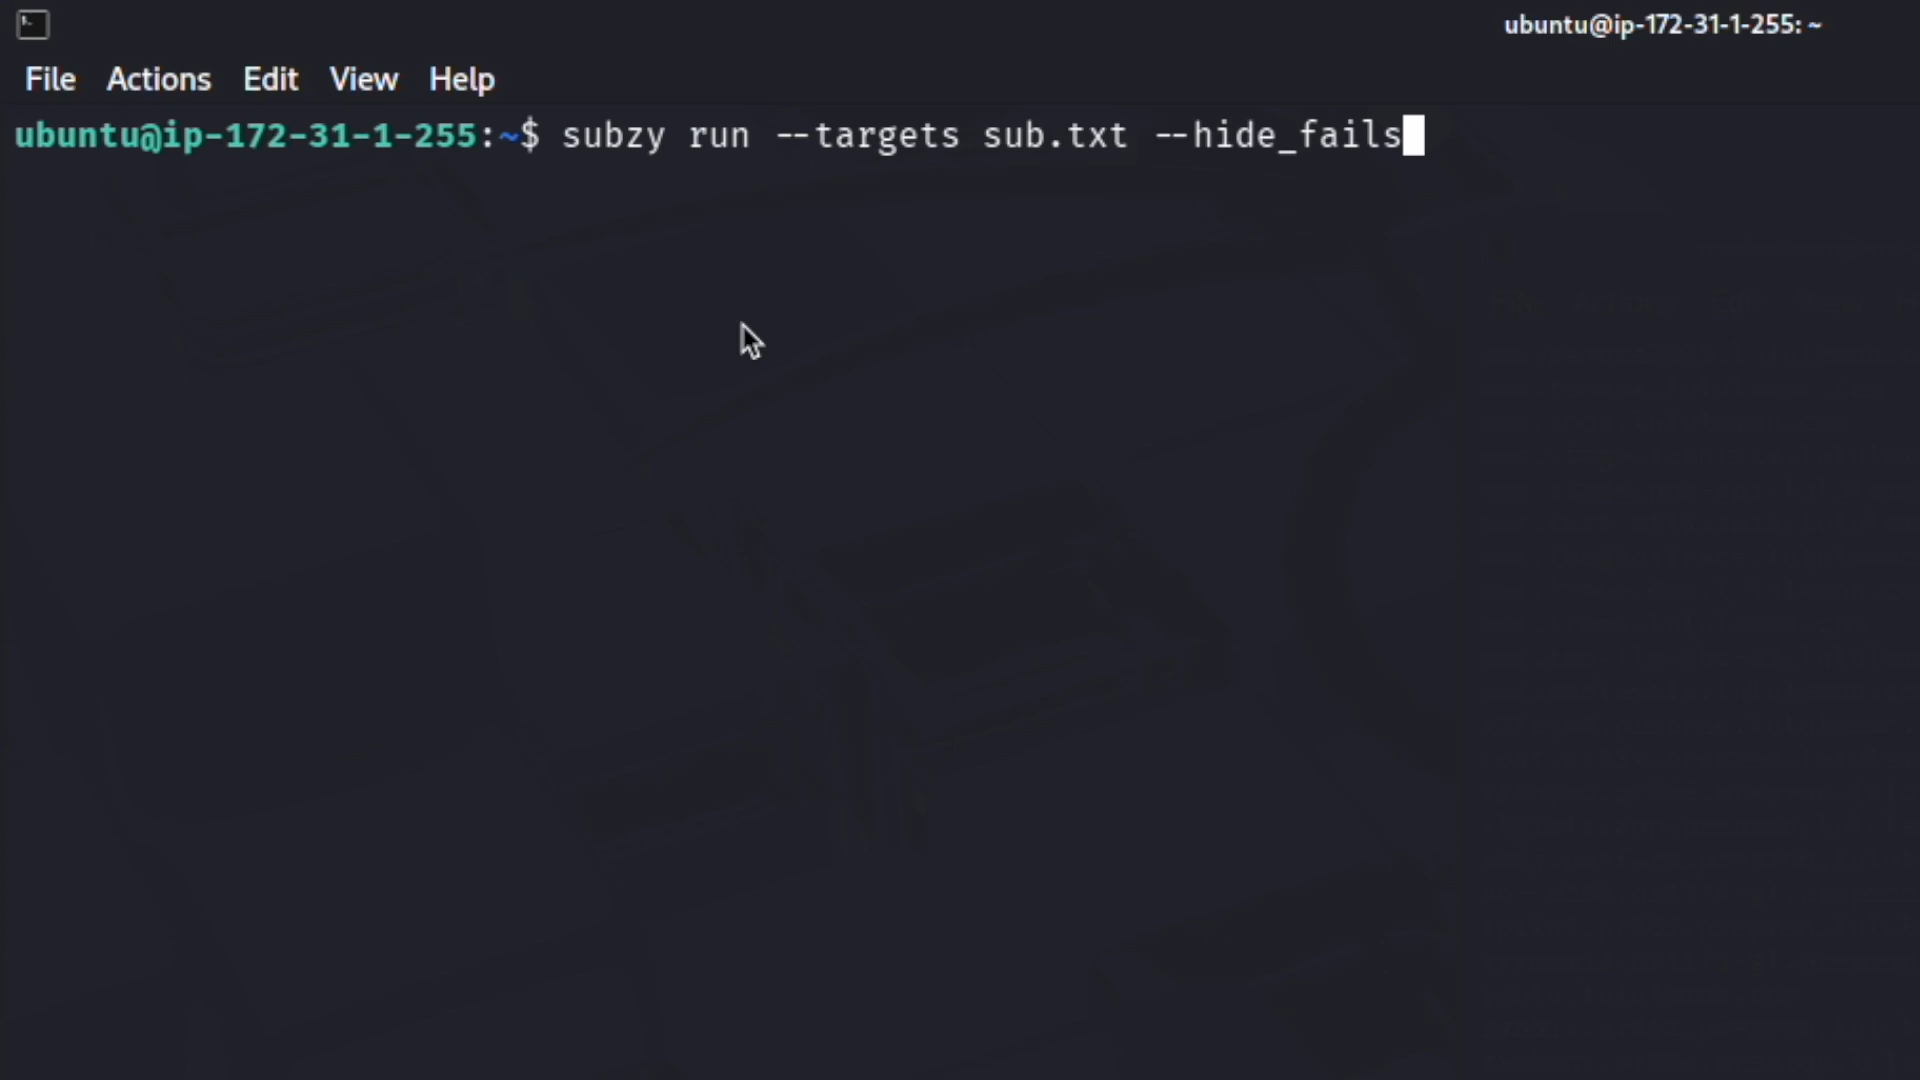 ubuntu@ip-172-31-1-255: ~
File Actions Edit View Help
ubuntu@ip-172-31-1-255:~$ subzy run --targets sub.txt --hide_fails